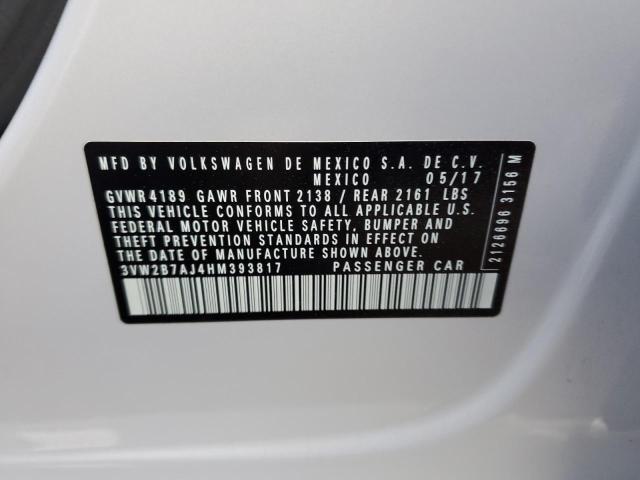 MFD BY VOLKSWAGEN DE MEXICO S.A. DE C.V.
MEXICO 05/17
GVWR 4189 GAWR FRONT 2138 / REAR 2161 LBS
THIS VEHICLE CONFORMS TO ALL APPLICABLE U.S.
FEDERAL MOTOR VEHICLE SAFETY, BUMPER AND
THEFT PREVENTION STANDARDS IN EFFECT ON
THE DATE OF MANUFACTURE SHOWN ABOVE.
3VW2B7AJ4HM393817 PASSENGER CAR
2126696 3156 M